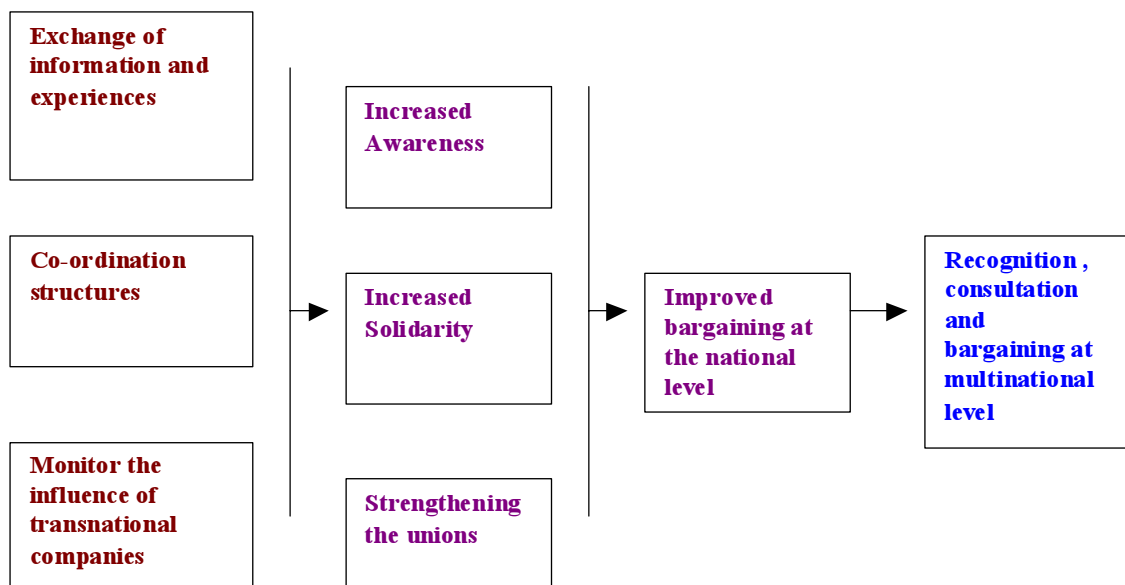 Exchange of
information and
experiences
Co-ordination
structures
Monitor the
influence of
transnational
companies
Increased
Awareness
Increased
Solidarity
Strengthening
the unions
Improved
bargaining at
the national
level
Recognition ,
consultation
and
bargaining at
multinational
level